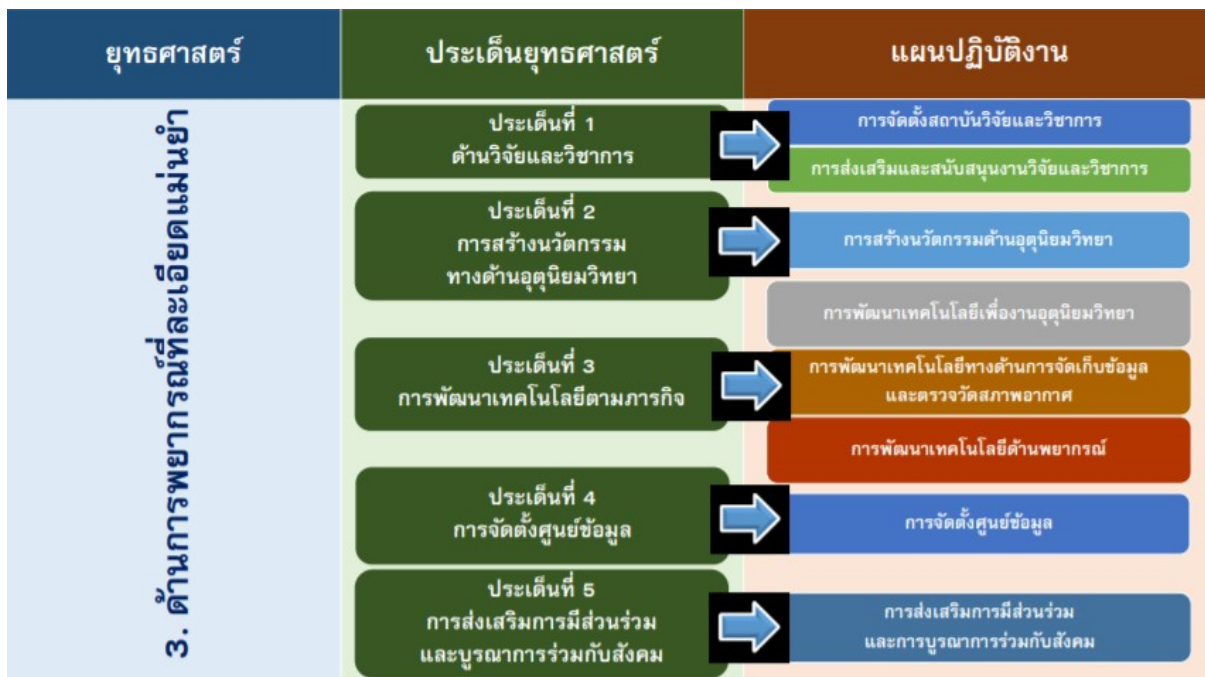 ยุทธศาสตร์
ประเด็นยุทธศาสตร์
แผนปฏิบัติงาน
3. ด้านการพยากรณ์ที่ละเอียดแม่นยำ
ประเด็นที่ 1
ด้านวิจัยและวิชาการ
การจัดตั้งสถาบันวิจัยและวิชาการ
การส่งเสริมและสนับสนุนงานวิจัยและวิชาการ
ประเด็นที่ 2
การสร้างนวัตกรรม
ทางด้านอุตุนิยมวิทยา
การสร้างนวัตกรรมด้านอุตุนิยมวิทยา
ประเด็นที่ 3
การพัฒนาเทคโนโลยีตามภารกิจ
การพัฒนาเทคโนโลยีเพื่องานอุตุนิยมวิทยา
การพัฒนาเทคโนโลยีทางด้านการจัดเก็บข้อมูล
และตรวจวัดสภาพอากาศ
การพัฒนาเทคโนโลยีด้านพยากรณ์
ประเด็นที่ 4
การจัดตั้งศูนย์ข้อมูล
การจัดตั้งศูนย์ข้อมูล
ประเด็นที่ 5
การส่งเสริมการมีส่วนร่วม
และบูรณาการร่วมกับสังคม
การส่งเสริมการมีส่วนร่วม
และการบูรณาการร่วมกับสังคม